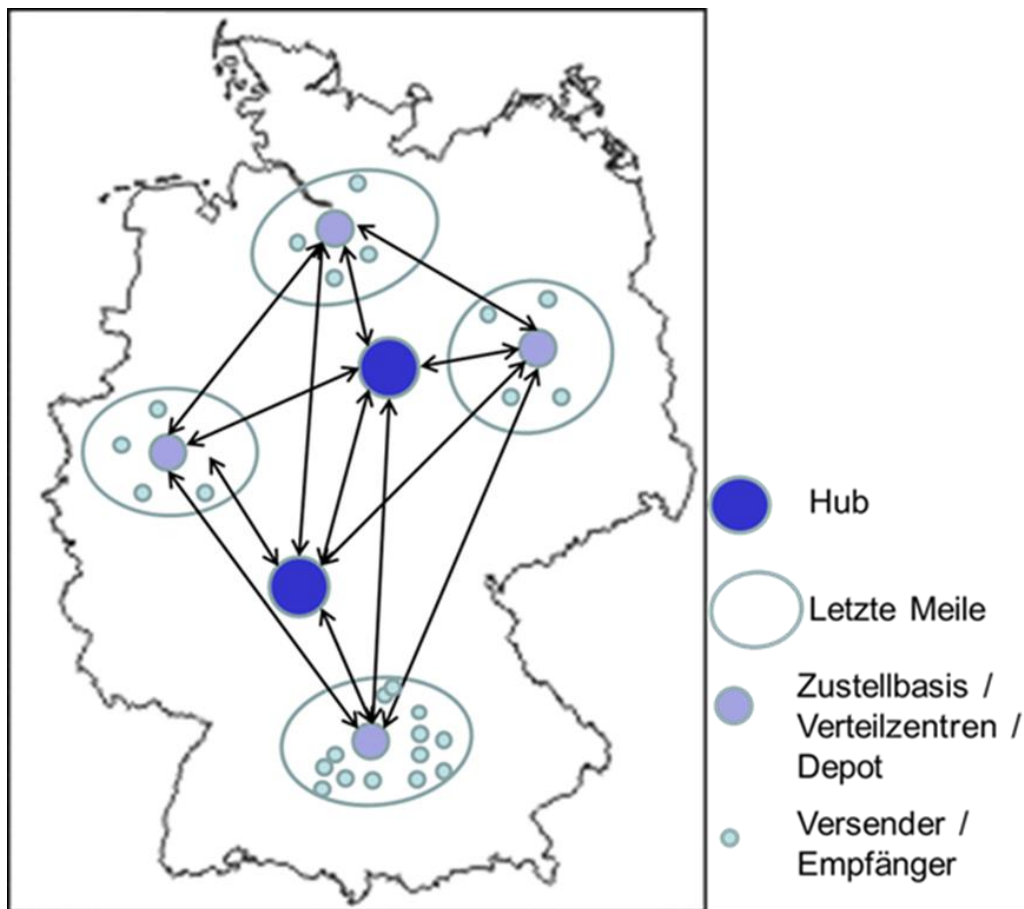 Hub
Letzte Meile
Zustellbasis /
Verteilzentren /
Depot
Versender /
Empfänger